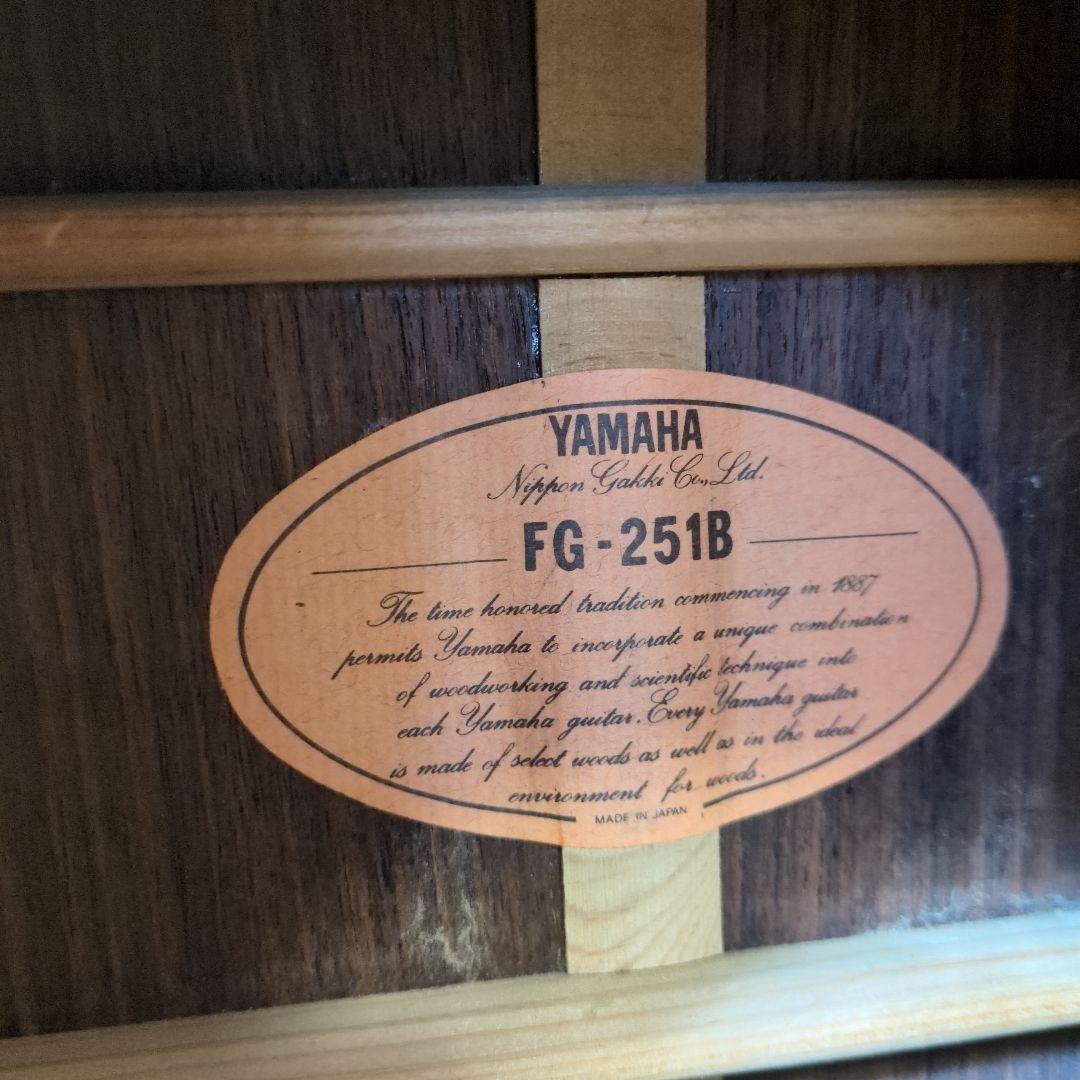 YAMAHA
Nippon Gakki Co., Ltd.
FG-251B
The time honored tradition commencing in 1887
permits Yamaha to incorporate a unique combination
of woodworking and scientific technique into
each Yamaha guitar. Every Yamaha guitar
is made of select woods as well as in the ideal
environment for woods.
MADE IN JAPAN